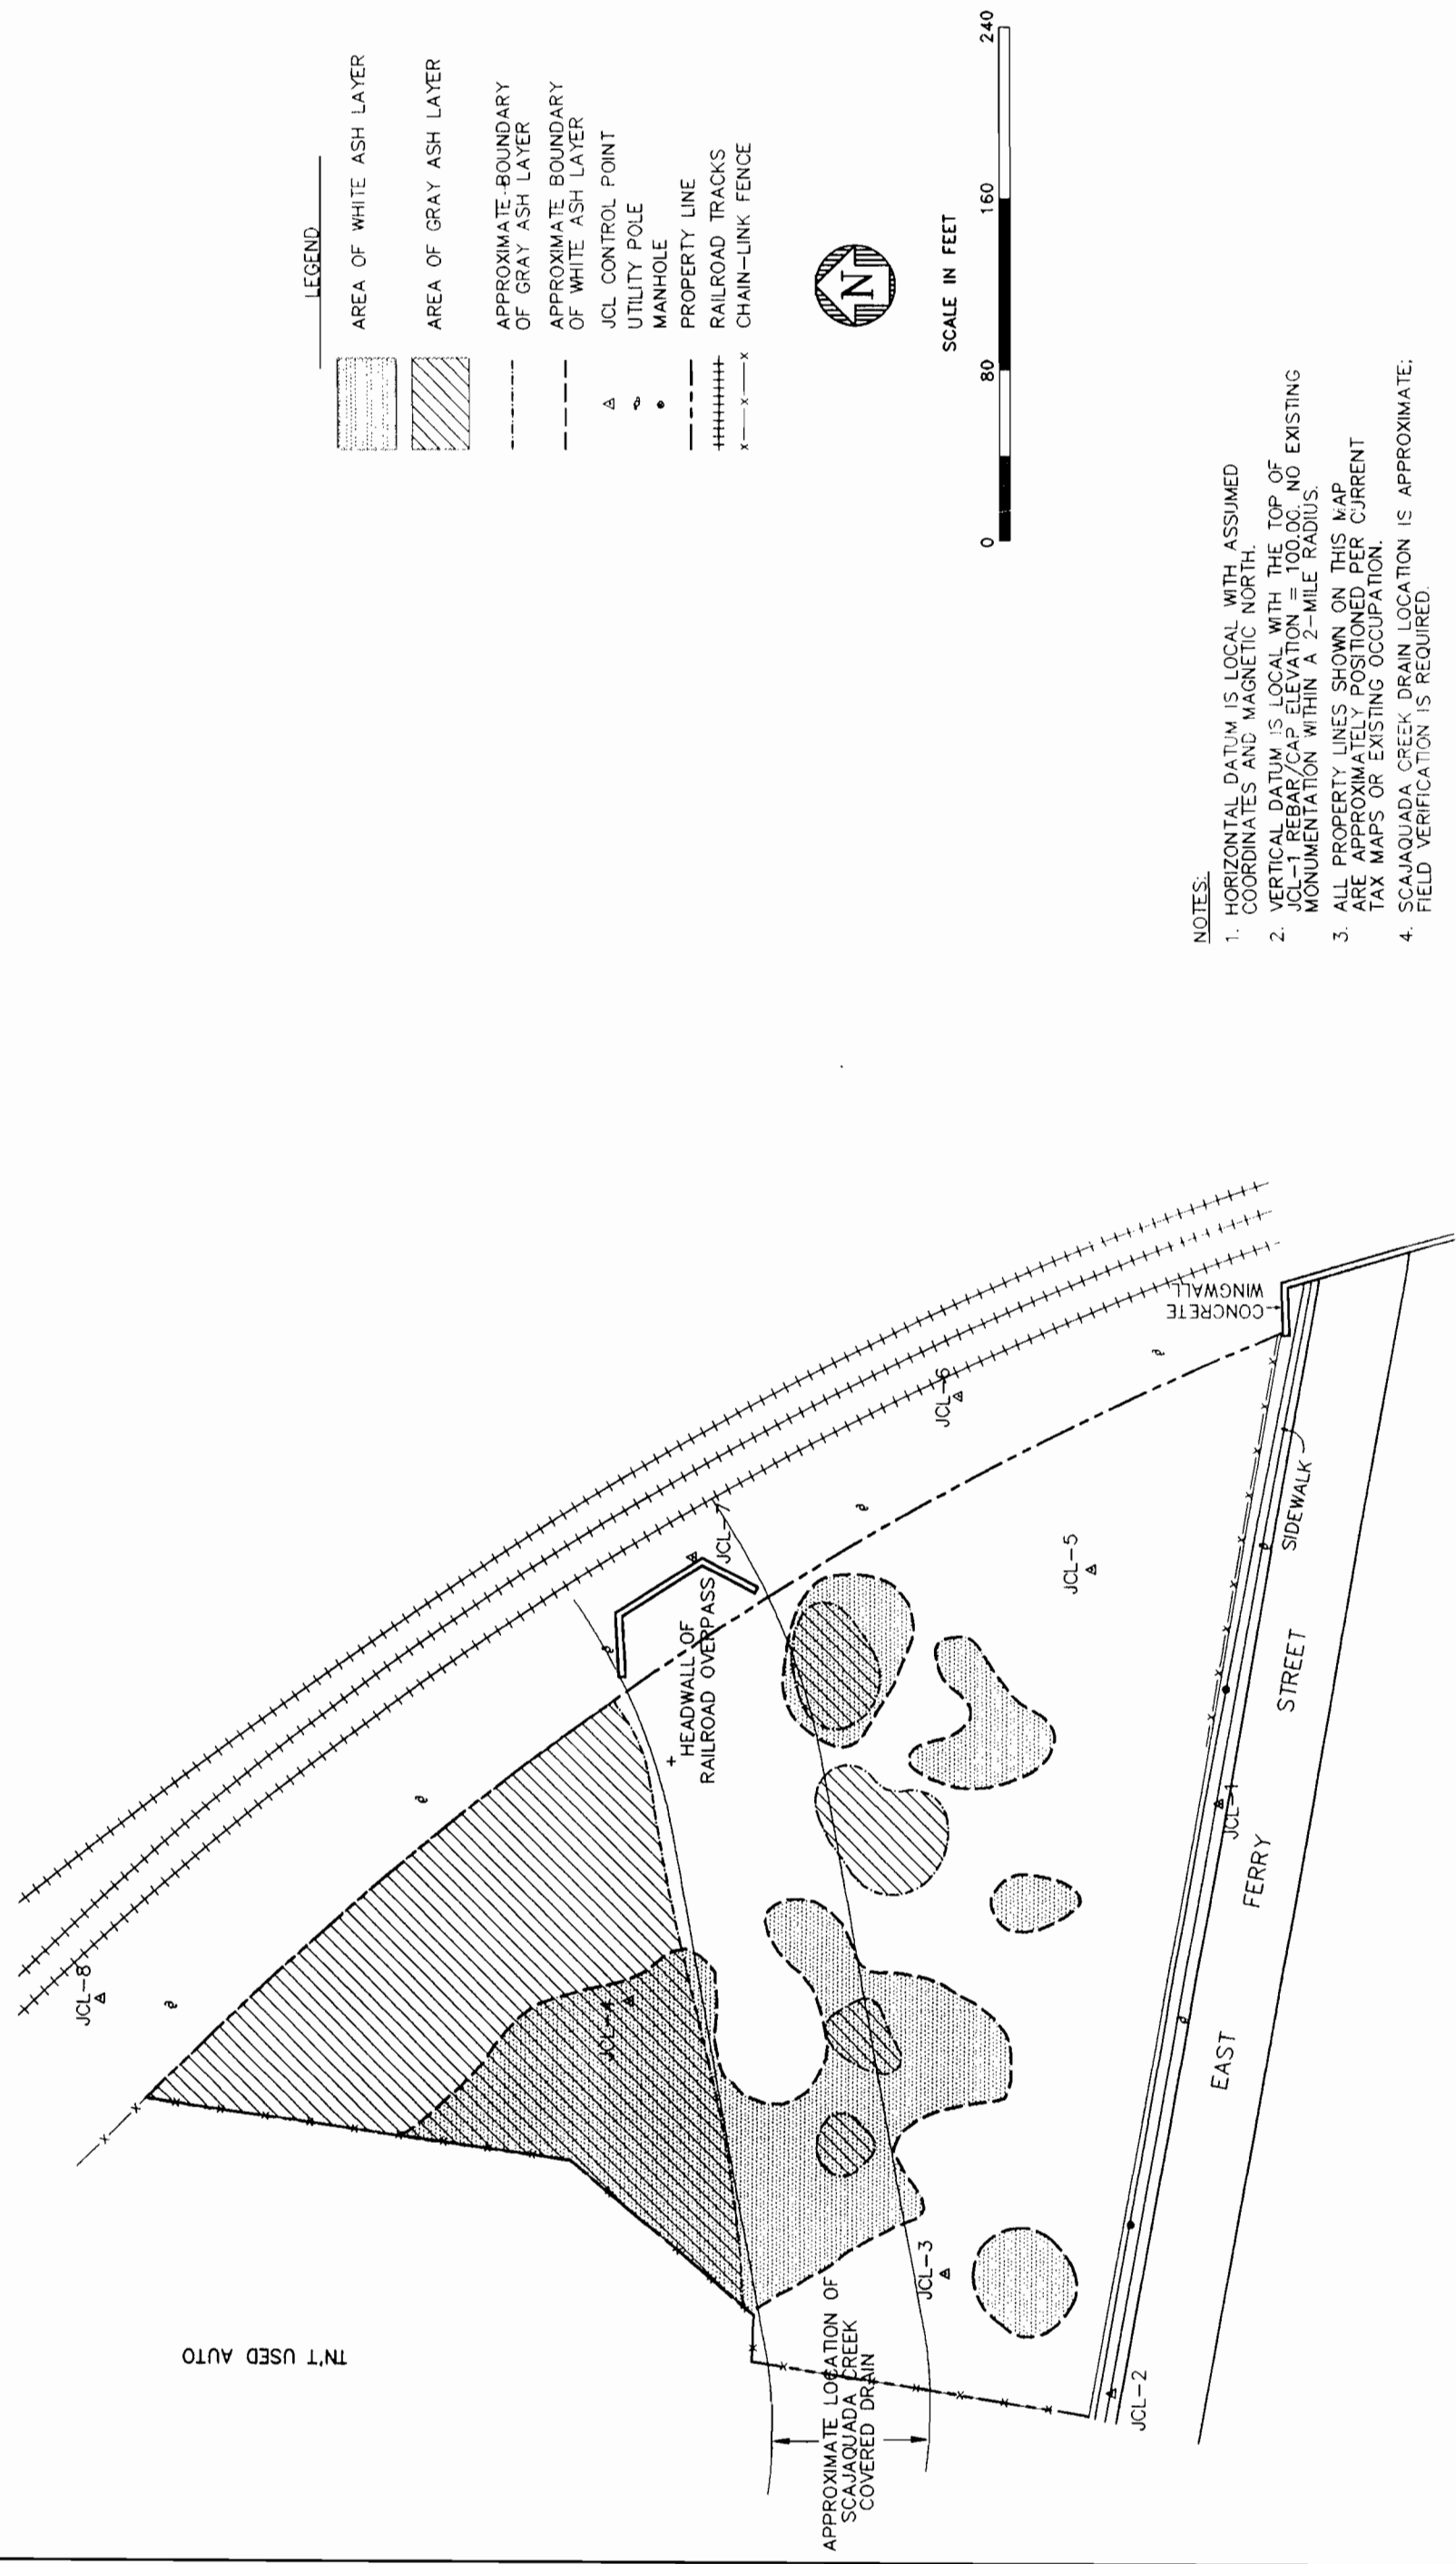 LEGEND
AREA OF WHITE ASH LAYER
AREA OF GRAY ASH LAYER
APPROXIMATE BOUNDARY
OF GRAY ASH LAYER
APPROXIMATE BOUNDARY
OF WHITE ASH LAYER
JCL CONTROL POINT
UTILITY POLE
MANHOLE
PROPERTY LINE
RAILROAD TRACKS
CHAIN-LINK FENCE
N
SCALE IN FEET
0 80 160 240
NOTES:
1. HORIZONTAL DATUM IS LOCAL WITH ASSUMED
COORDINATES AND MAGNETIC NORTH.
2. VERTICAL DATUM IS LOCAL WITH THE TOP OF
JCL-1 REBAR/CAP ELEVATION = 100.00. NO EXISTING
MONUMENTATION WITHIN A 2-MILE RADIUS.
3. ALL PROPERTY LINES SHOWN ON THIS MAP
ARE APPROXIMATELY POSITIONED PER CURRENT
TAX MAPS OR EXISTING OCCUPATION.
4. SCAJAQUADA CREEK DRAIN LOCATION IS APPROXIMATE;
FIELD VERIFICATION IS REQUIRED.
TN'T USED AUTO
JCL-8
JCL-4
HEADWALL OF
RAILROAD OVERPASS
JCL-7
JCL-6
CONCRETE
WINGWALL
JCL-5
SIDEWALK
JCL-1
EAST FERRY STREET
JCL-3
JCL-2
APPROXIMATE LOCATION OF
SCAJAQUADA CREEK
COVERED DRAIN